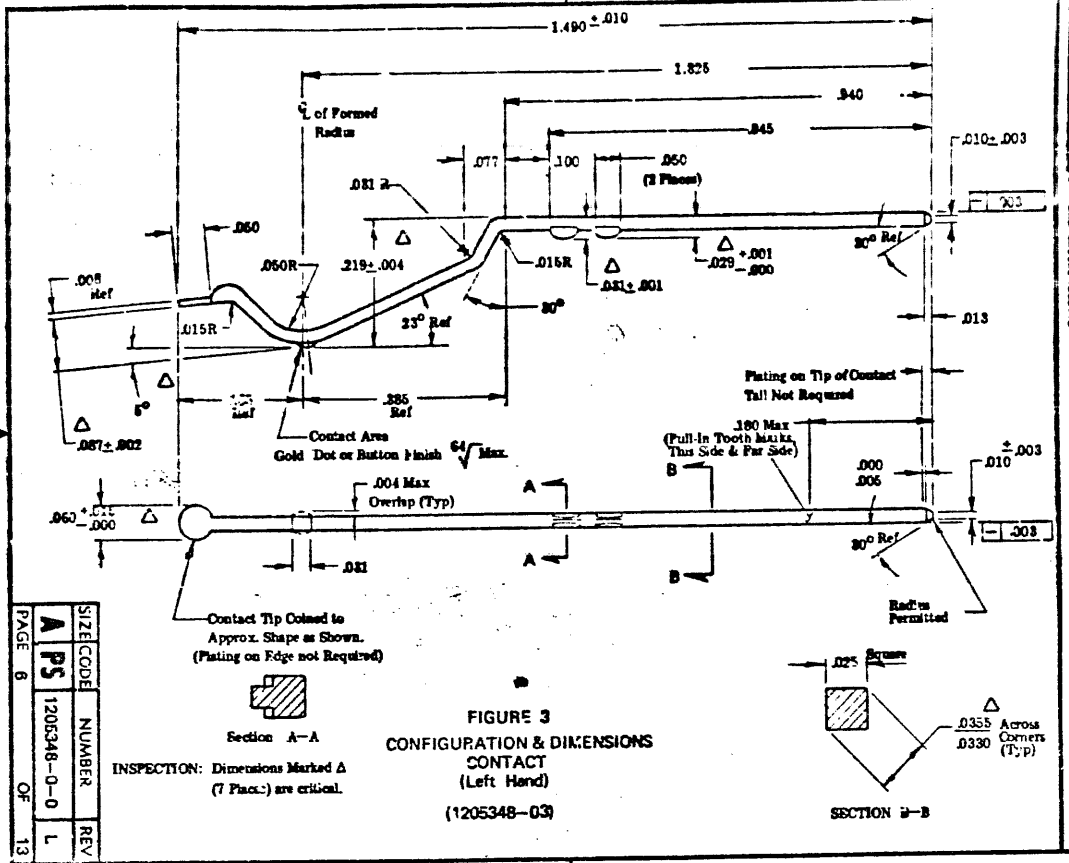 1.490 ± .010
1.325
.940
.845
℄ of Formed
Radius
.077
.100
.050
(2 Places)
.010± .003
.031 R
.060
.050R
.219± .004
.015R
.031± .001
.029 +.001
-.000
30° Ref
.005
Ref
.015R
23° Ref
30°
.013
5°
.087± .002
Ref
.385
Ref
Plating on Tip of Contact
Tail Not Required
Contact Area
Gold Dot or Button Finish 64√ Max.
.180 Max
(Pull-In Tooth Marks,
This Side & Far Side)
B
B
.000
.005
.010 ± .003
.003
.004 Max
Overlap (Typ)
A
A
.060
-.000
.031
30° Ref
Radius
Permitted
Contact Tip Coined to
Approx. Shape as Shown.
(Plating on Edge not Required)
Section A-A
.025 Square
.0355 Across
.0330 Corners
(Typ)
SECTION B-B
INSPECTION: Dimensions Marked Δ
(7 Places) are critical.
FIGURE 3
CONFIGURATION & DIMENSIONS
CONTACT
(Left Hand)
(1205348-03)
SIZE CODE NUMBER REV
A PS 1205348-0-0 L
PAGE 6 OF 13